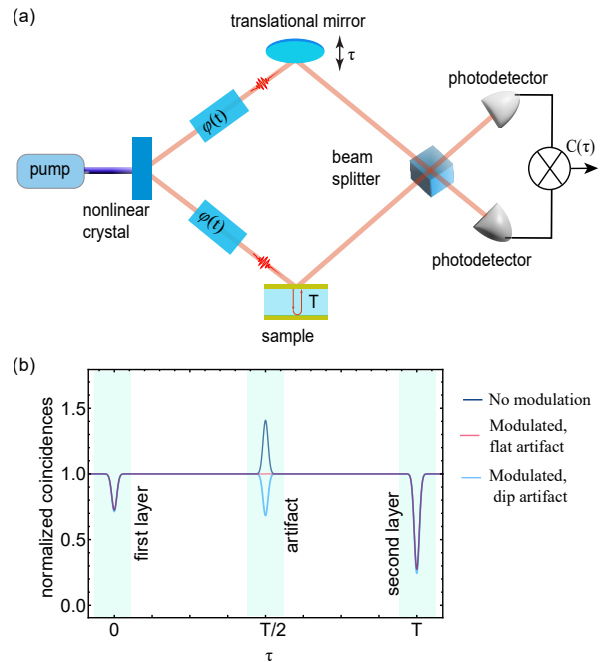 (a)
translational mirror
τ
photodetector
φ(t)
C(τ)
pump
beam
splitter
nonlinear
crystal
φ(t)
photodetector
T
sample
(b)
normalized coincidences
1.5
1.0
0.5
0.0
first layer
artifact
second layer
0
T/2
T
τ
No modulation
Modulated,
flat artifact
Modulated,
dip artifact